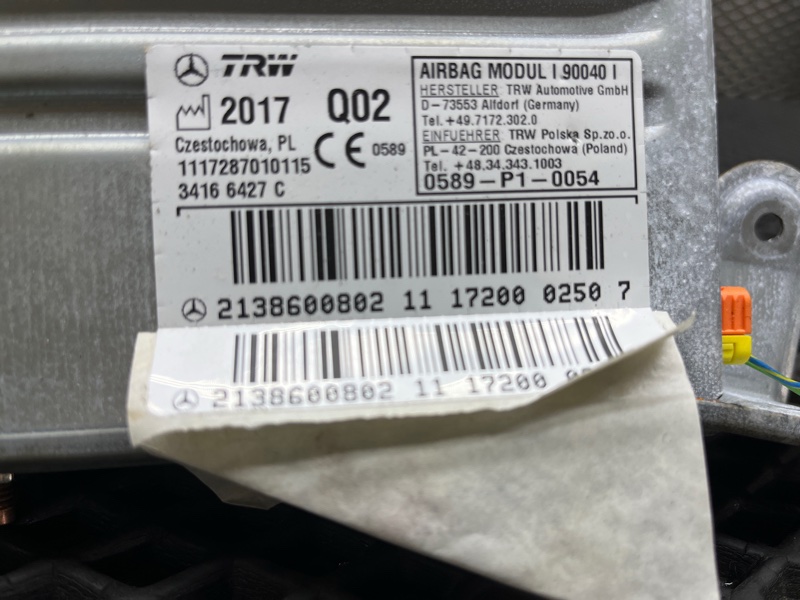 TRW
2017 Q02
Czestochowa, PL
1117287010115
3416 6427 C
CE 0589
AIRBAG MODUL I 90040 I
HERSTELLER: TRW Automotive GmbH
D-73553 Alfdorf (Germany)
Tel.+49.7172.302.0
EINFUEHRER: TRW Polska Sp.zo.o.
PL-42-200 Czestochowa (Poland)
Tel. +48.34.343.1003
0589-P1-0054
2138600802 11 17200 0250 7
2138600802 11 17200